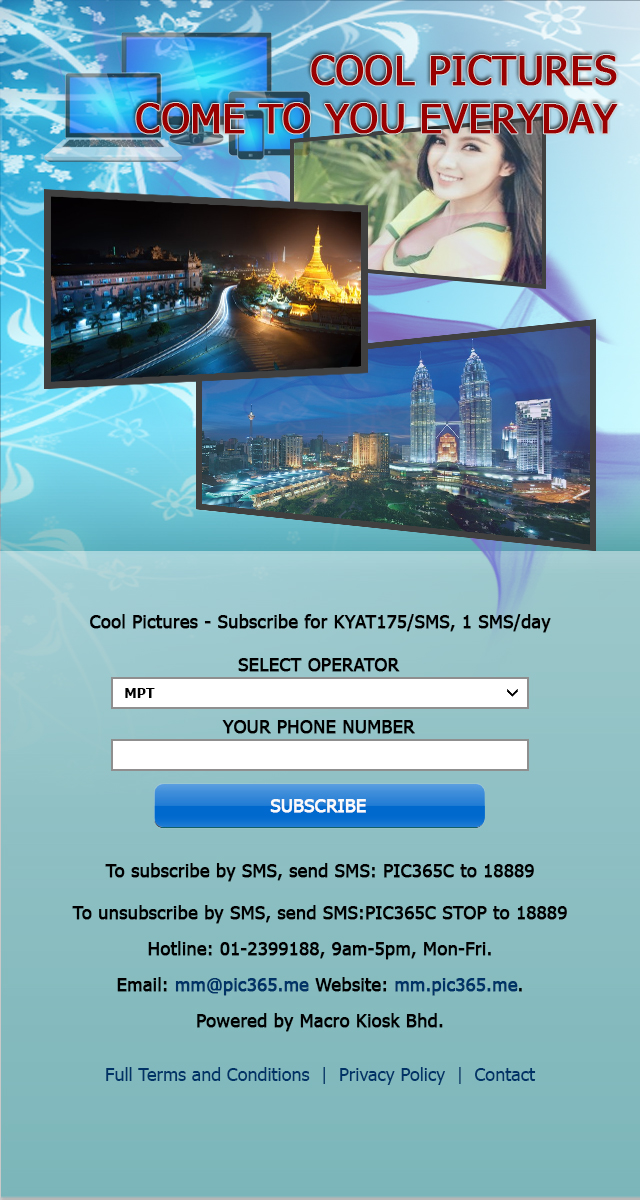 COOL PICTURES
COME TO YOU EVERYDAY
Cool Pictures - Subscribe for KYAT175/SMS, 1 SMS/day
SELECT OPERATOR
MPT
YOUR PHONE NUMBER
SUBSCRIBE
To subscribe by SMS, send SMS: PIC365C to 18889
To unsubscribe by SMS, send SMS:PIC365C STOP to 18889
Hotline: 01-2399188, 9am-5pm, Mon-Fri.
Email: mm@pic365.me Website: mm.pic365.me.
Powered by Macro Kiosk Bhd.
Full Terms and Conditions | Privacy Policy | Contact